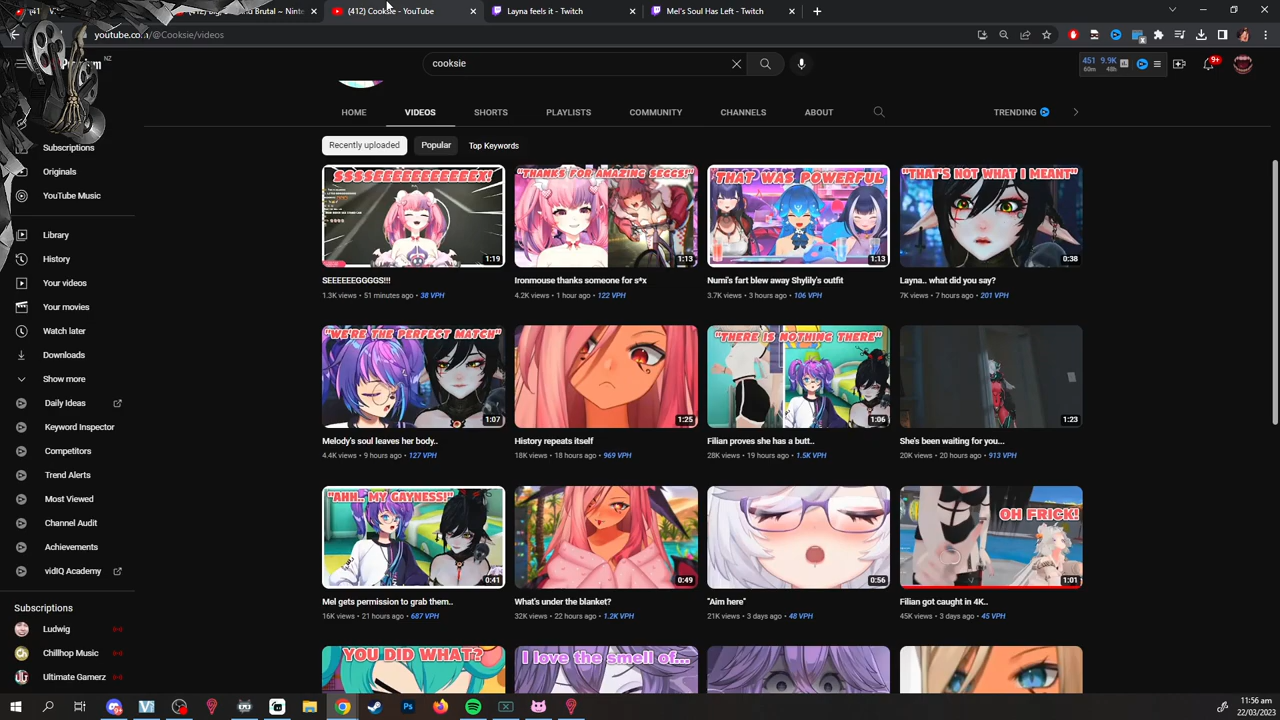 (412) Cooksie - YouTube
Layna feels it - Twitch
Mel's Soul Has Left - Twitch
youtube.com/@Cooksie/videos
NZ
cooksie
451 9.9K
60m 48h
9+
HOME VIDEOS SHORTS PLAYLISTS COMMUNITY CHANNELS ABOUT TRENDING
Recently uploaded Popular Top Keywords
Subscriptions
Originals
YouTube Music
Library
History
Your videos
Your movies
Watch later
Downloads
Show more
Daily Ideas
Keyword Inspector
Competitors
Trend Alerts
Most Viewed
Channel Audit
Achievements
vidIQ Academy
Subscriptions
Ludwig
Chillhop Music
Ultimate Gamerz
"THANKS FOR AMAZING SEGGS!"
THAT WAS POWERFUL
"THAT'S NOT WHAT I MEANT"
1:19
1:13
1:13
0:38
SEEEEEGGGGS!!!
1.3K views • 51 minutes ago • 38 VPH
Ironmouse thanks someone for s*x
4.2K views • 1 hour ago • 122 VPH
Numi's fart blew away Shylily's outfit
3.7K views • 3 hours ago • 106 VPH
Layna.. what did you say?
7K views • 7 hours ago • 201 VPH
"WE'RE THE PERFECT MATCH"
"THERE IS NOTHING THERE"
1:07
1:25
1:06
1:23
Melody's soul leaves her body..
4.4K views • 9 hours ago • 127 VPH
History repeats itself
18K views • 18 hours ago • 969 VPH
Filian proves she has a butt..
28K views • 19 hours ago • 1.5K VPH
She's been waiting for you...
20K views • 20 hours ago • 913 VPH
"AHH.. MY GAYNESS!"
OH FRICK!
0:41
0:49
0:56
1:01
Mel gets permission to grab them..
16K views • 21 hours ago • 687 VPH
What's under the blanket?
32K views • 22 hours ago • 1.2K VPH
"Aim here"
21K views • 3 days ago • 48 VPH
Filian got caught in 4K..
45K views • 3 days ago • 45 VPH
YOU DID WHAT?
I love the smell of...
11:56 am
22/03/2023